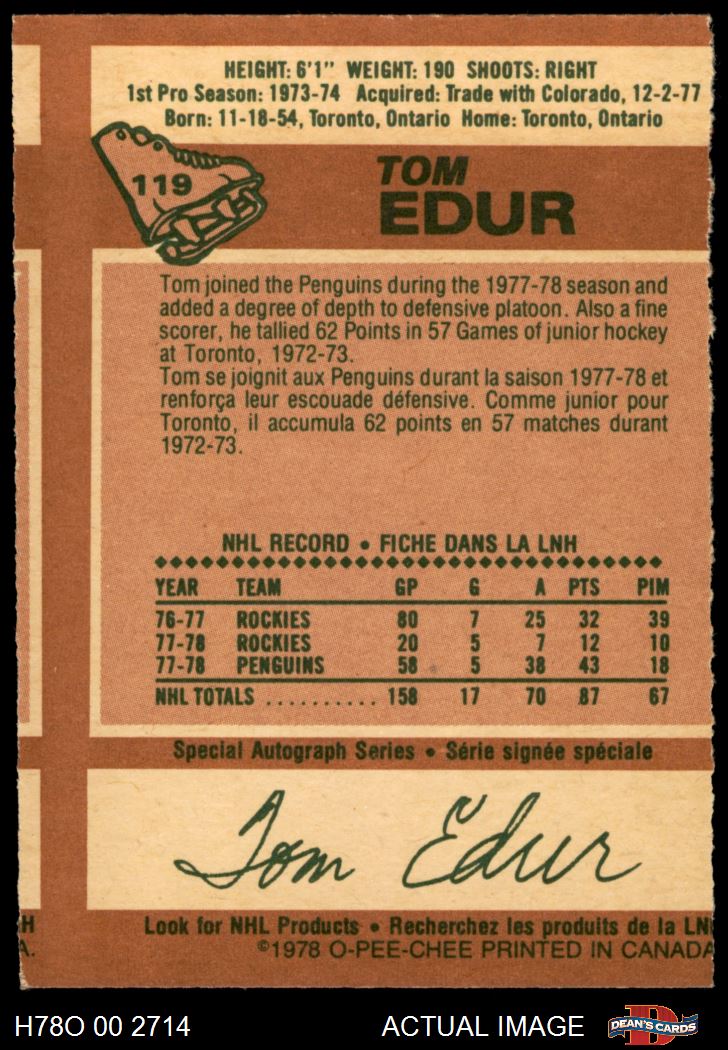 HEIGHT: 6'1" WEIGHT: 190 SHOOTS: RIGHT
1st Pro Season: 1973-74 Acquired: Trade with Colorado, 12-2-77
Born: 11-18-54, Toronto, Ontario Home: Toronto, Ontario
119
TOM
EDUR
Tom joined the Penguins during the 1977-78 season and
added a degree of depth to defensive platoon. Also a fine
scorer, he tallied 62 Points in 57 Games of junior hockey
at Toronto, 1972-73.
Tom se joignit aux Penguins durant la saison 1977-78 et
renforça leur escouade défensive. Comme junior pour
Toronto, il accumula 62 points en 57 matches durant
1972-73.
NHL RECORD • FICHE DANS LA LNH
YEAR TEAM GP G A PTS PIM
76-77 ROCKIES 80 7 25 32 39
77-78 ROCKIES 20 5 7 12 10
77-78 PENGUINS 58 5 38 43 18
NHL TOTALS .......... 158 17 70 87 67
Special Autograph Series • Série signée spéciale
Tom Edur
H Look for NHL Products • Recherchez les produits de la LN
A. ©1978 O-PEE-CHEE PRINTED IN CANADA
H78O 00 2714 ACTUAL IMAGE D DEAN'S CARDS